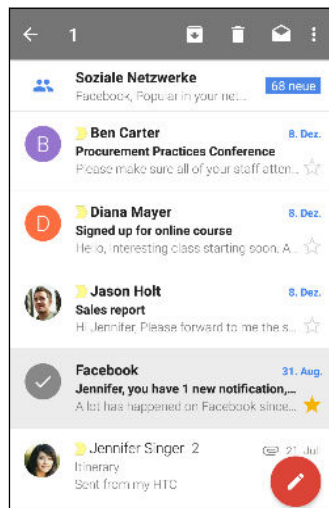 1
Soziale Netzwerke
Facebook, Popular in your net...
68 neue
B
Ben Carter
8. Dez.
Procurement Practices Conference
Please make sure all of your staff atten...
D
Diana Mayer
8. Dez.
Signed up for online course
Hello, Interesting class starting soon. A...
Jason Holt
8. Dez.
Sales report
Hi Jennifer, Please forward to me the s...
Facebook
31. Aug.
Jennifer, you have 1 new notification,...
A lot has happened on Facebook since...
Jennifer Singer 2
21. Jul
Itinerary
Sent from my HTC